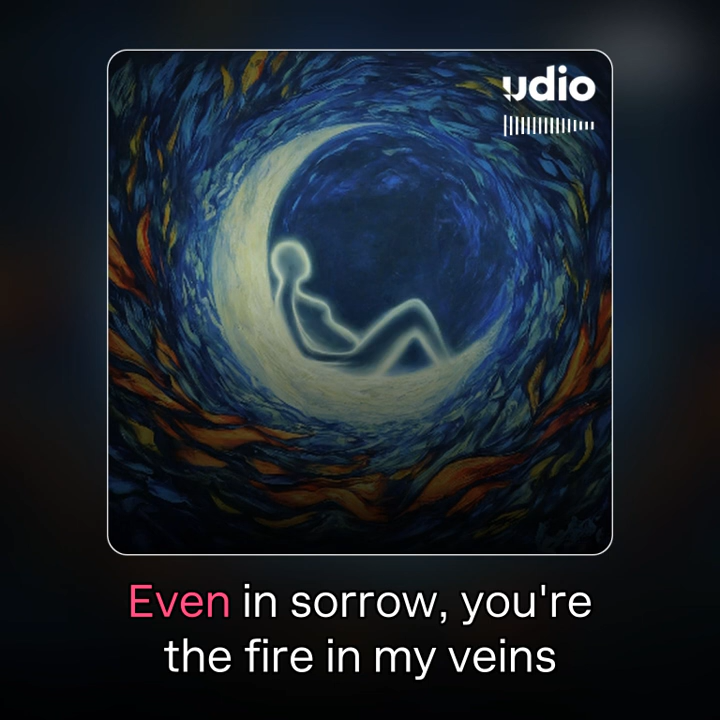 udio
Even in sorrow, you're
the fire in my veins